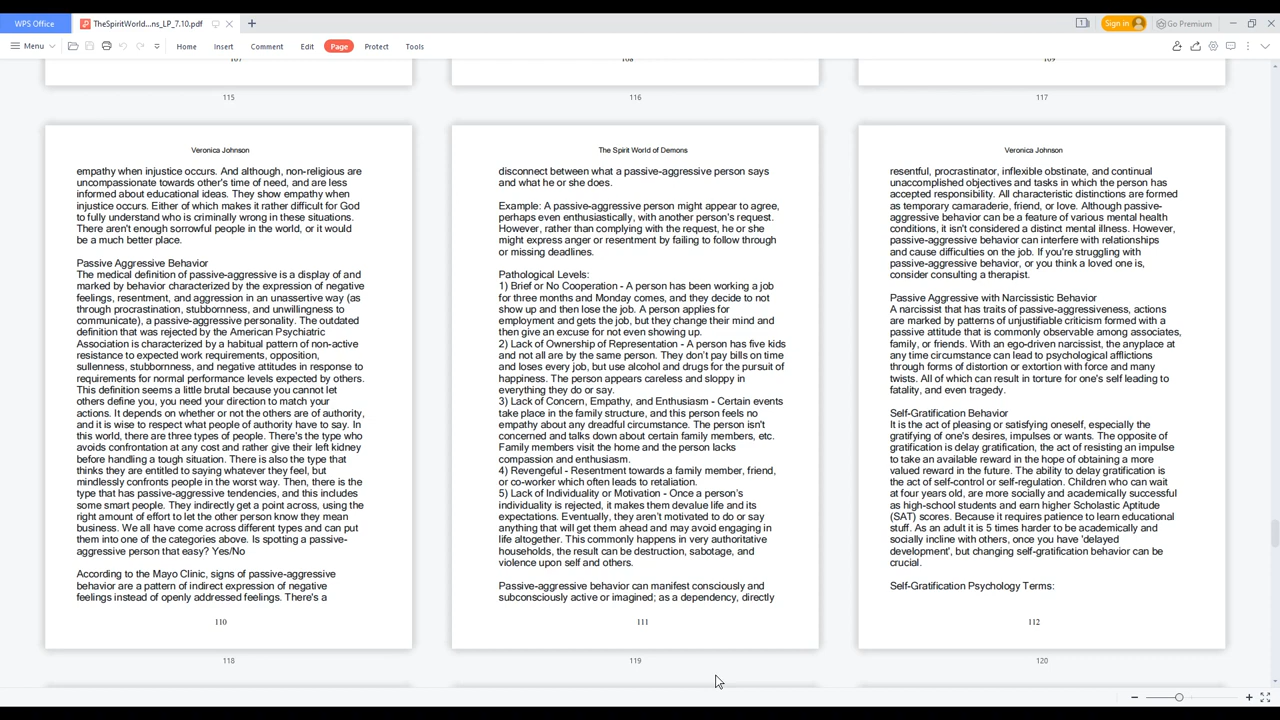 WPS Office
TheSpiritWorld...ns_LP_7.10.pdf
Sign in
Go Premium
Menu
Home
Insert
Comment
Edit
Page
Protect
Tools
107
108
109
115
116
117
Veronica Johnson
empathy when injustice occurs. And although, non-religious are
uncompassionate towards other's time of need, and are less
informed about educational ideas. They show empathy when
injustice occurs. Either of which makes it rather difficult for God
to fully understand who is criminally wrong in these situations.
There aren't enough sorrowful people in the world, or it would
be a much better place.
Passive Aggressive Behavior
The medical definition of passive-aggressive is a display of and
marked by behavior characterized by the expression of negative
feelings, resentment, and aggression in an unassertive way (as
through procrastination, stubbornness, and unwillingness to
communicate), a passive-aggressive personality. The outdated
definition that was rejected by the American Psychiatric
Association is characterized by a habitual pattern of non-active
resistance to expected work requirements, opposition,
sullenness, stubbornness, and negative attitudes in response to
requirements for normal performance levels expected by others.
This definition seems a little brutal because you cannot let
others define you, you need your direction to match your
actions. It depends on whether or not the others are of authority,
and it is wise to respect what people of authority have to say. In
this world, there are three types of people. There's the type who
avoids confrontation at any cost and rather give their left kidney
before handling a tough situation. There is also the type that
thinks they are entitled to saying whatever they feel, but
mindlessly confronts people in the worst way. Then, there is the
type that has passive-aggressive tendencies, and this includes
some smart people. They indirectly get a point across, using the
right amount of effort to let the other person know they mean
business. We all have come across different types and can put
them into one of the categories above. Is spotting a passive-
aggressive person that easy? Yes/No
According to the Mayo Clinic, signs of passive-aggressive
behavior are a pattern of indirect expression of negative
feelings instead of openly addressed feelings. There's a
110
118
The Spirit World of Demons
disconnect between what a passive-aggressive person says
and what he or she does.
Example: A passive-aggressive person might appear to agree,
perhaps even enthusiastically, with another person's request.
However, rather than complying with the request, he or she
might express anger or resentment by failing to follow through
or missing deadlines.
Pathological Levels:
1) Brief or No Cooperation - A person has been working a job
for three months and Monday comes, and they decide to not
show up and then lose the job. A person applies for
employment and gets the job, but they change their mind and
then give an excuse for not even showing up.
2) Lack of Ownership of Representation - A person has five kids
and not all are by the same person. They don't pay bills on time
and loses every job, but use alcohol and drugs for the pursuit of
happiness. The person appears careless and sloppy in
everything they do or say.
3) Lack of Concern, Empathy, and Enthusiasm - Certain events
take place in the family structure, and this person feels no
empathy about any dreadful circumstance. The person isn't
concerned and talks down about certain family members, etc.
Family members visit the home and the person lacks
compassion and enthusiasm.
4) Revengeful - Resentment towards a family member, friend,
or co-worker which often leads to retaliation.
5) Lack of Individuality or Motivation - Once a person's
individuality is rejected, it makes them devalue life and its
expectations. Eventually, they aren't motivated to do or say
anything that will get them ahead and may avoid engaging in
life altogether. This commonly happens in very authoritative
households, the result can be destruction, sabotage, and
violence upon self and others.
Passive-aggressive behavior can manifest consciously and
subconsciously active or imagined; as a dependency, directly
111
119
Veronica Johnson
resentful, procrastinator, inflexible obstinate, and continual
unaccomplished objectives and tasks in which the person has
accepted responsibility. All characteristic distinctions are formed
as temporary camaraderie, friend, or love. Although passive-
aggressive behavior can be a feature of various mental health
conditions, it isn't considered a distinct mental illness. However,
passive-aggressive behavior can interfere with relationships
and cause difficulties on the job. If you're struggling with
passive-aggressive behavior, or you think a loved one is,
consider consulting a therapist.
Passive Aggressive with Narcissistic Behavior
A narcissist that has traits of passive-aggressiveness, actions
are marked by patterns of unjustifiable criticism formed with a
passive attitude that is commonly observable among associates,
family, or friends. With an ego-driven narcissist, the anyplace at
any time circumstance can lead to psychological afflictions
through forms of distortion or extortion with force and many
twists. All of which can result in torture for one's self leading to
fatality, and even tragedy.
Self-Gratification Behavior
It is the act of pleasing or satisfying oneself, especially the
gratifying of one's desires, impulses or wants. The opposite of
gratification is delay gratification, the act of resisting an impulse
to take an available reward in the hope of obtaining a more
valued reward in the future. The ability to delay gratification is
the act of self-control or self-regulation. Children who can wait
at four years old, are more socially and academically successful
as high-school students and earn higher Scholastic Aptitude
(SAT) scores. Because it requires patience to learn educational
stuff. As an adult it is 5 times harder to be academically and
socially incline with others, once you have 'delayed
development', but changing self-gratification behavior can be
crucial.
Self-Gratification Psychology Terms:
112
120